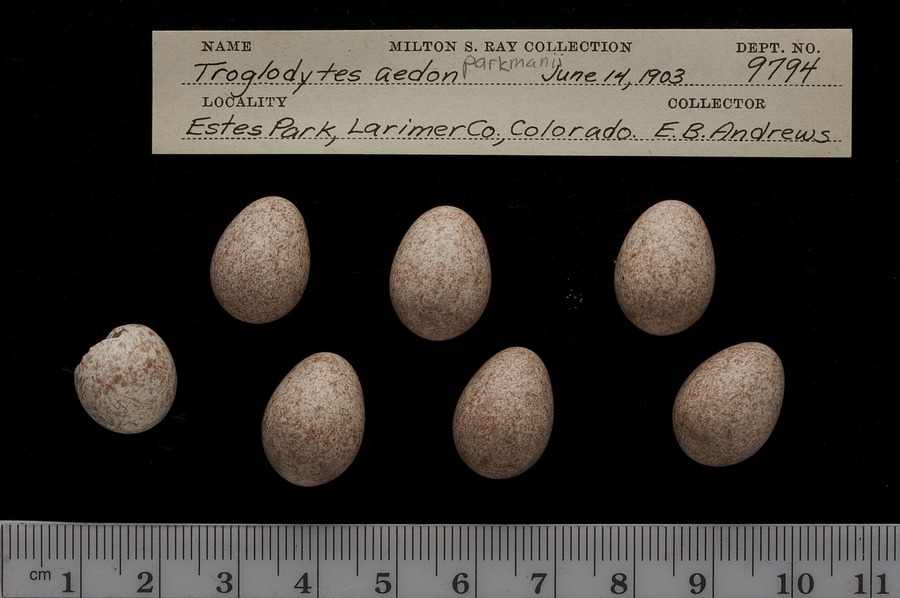 NAME MILTON S. RAY COLLECTION DEPT. NO.
Troglodytes aedon parkmanii June 14, 1903 9794
LOCALITY COLLECTOR
Estes Park, Larimer Co., Colorado. E.B. Andrews
cm 1 2 3 4 5 6 7 8 9 10 11